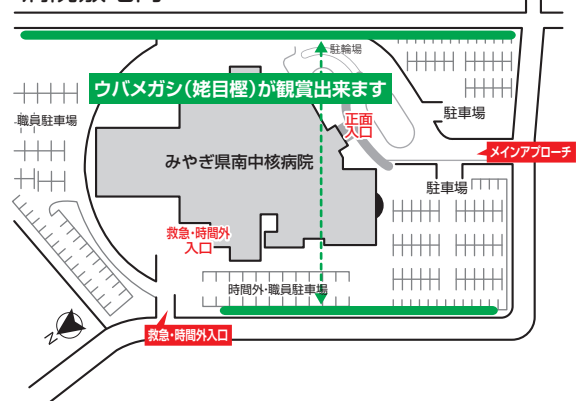 駐輪場
ウバメガシ(姥目樫)が観賞出来ます
職員駐車場
正面
入口
駐車場
メインアプローチ
みやぎ県南中核病院
駐車場
救急・時間外
入口
時間外・職員駐車場
救急・時間外入口
N